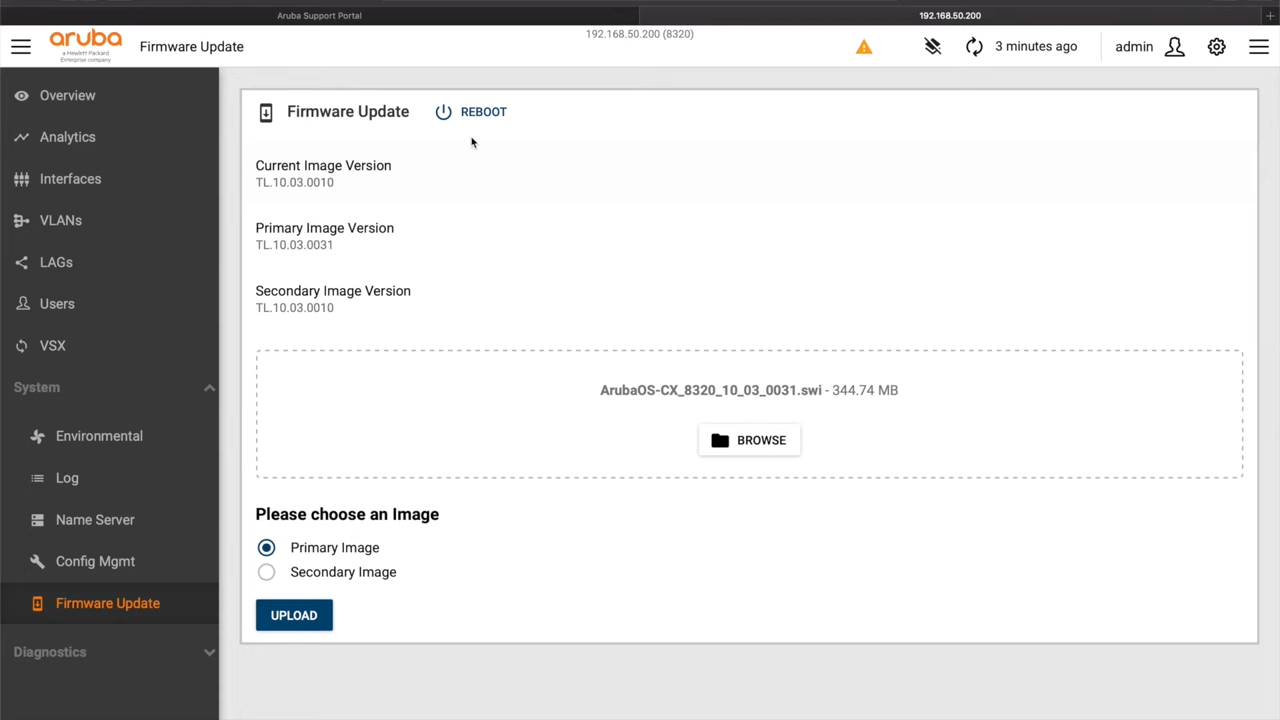 Aruba Support Portal
192.168.50.200
aruba
a Hewlett Packard
Enterprise company
Firmware Update
192.168.50.200 (8320)
3 minutes ago
admin
Overview
Analytics
Interfaces
VLANs
LAGs
Users
VSX
System
Environmental
Log
Name Server
Config Mgmt
Firmware Update
Diagnostics
Firmware Update
REBOOT
Current Image Version
TL.10.03.0010
Primary Image Version
TL.10.03.0031
Secondary Image Version
TL.10.03.0010
ArubaOS-CX_8320_10_03_0031.swi - 344.74 MB
BROWSE
Please choose an Image
Primary Image
Secondary Image
UPLOAD